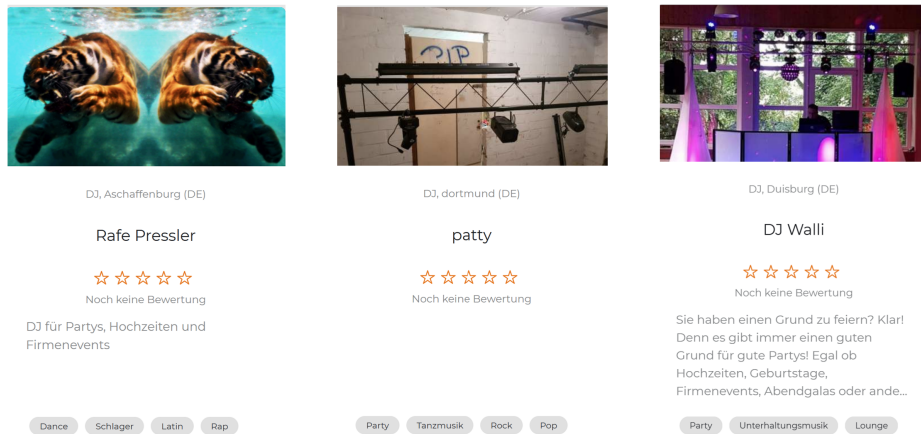 DJ, Aschaffenburg (DE)
Rafe Pressler
Noch keine Bewertung
DJ für Partys, Hochzeiten und
Firmenevents
Dance
Schlager
Latin
Rap
DJ, dortmund (DE)
patty
Noch keine Bewertung
Party
Tanzmusik
Rock
Pop
DJ, Duisburg (DE)
DJ Walli
Noch keine Bewertung
Sie haben einen Grund zu feiern? Klar!
Denn es gibt immer einen guten
Grund für gute Partys! Egal ob
Hochzeiten, Geburtstage,
Firmenevents, Abendgalas oder ande...
Party
Unterhaltungsmusik
Lounge